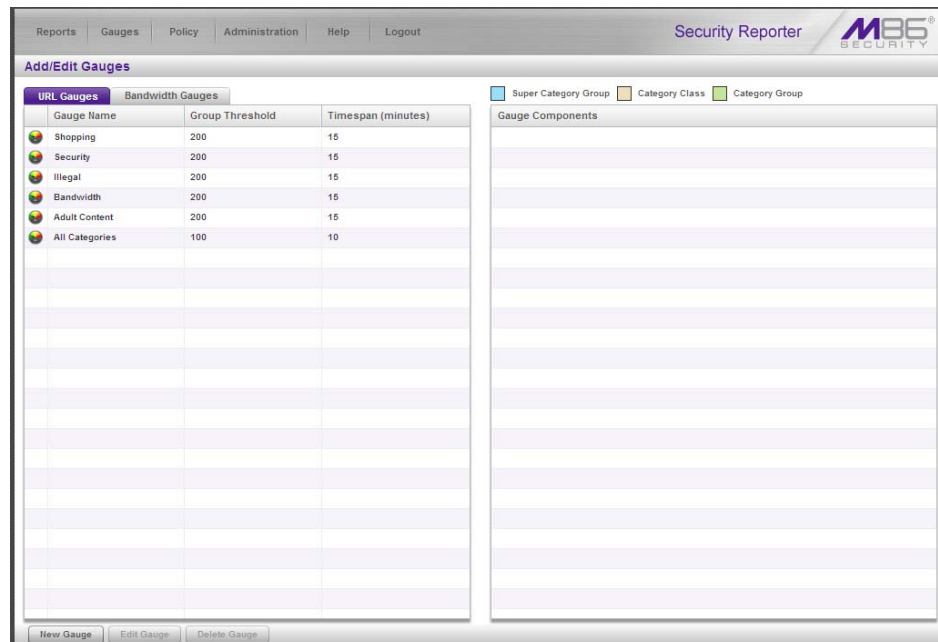 Reports Gauges Policy Administration Help Logout Security Reporter M86® SECURITY
Add/Edit Gauges
URL Gauges Bandwidth Gauges Super Category Group Category Class Category Group
Gauge Name Group Threshold Timespan (minutes) Gauge Components
Shopping 200 15
Security 200 15
Illegal 200 15
Bandwidth 200 15
Adult Content 200 15
All Categories 100 10
New Gauge Edit Gauge Delete Gauge